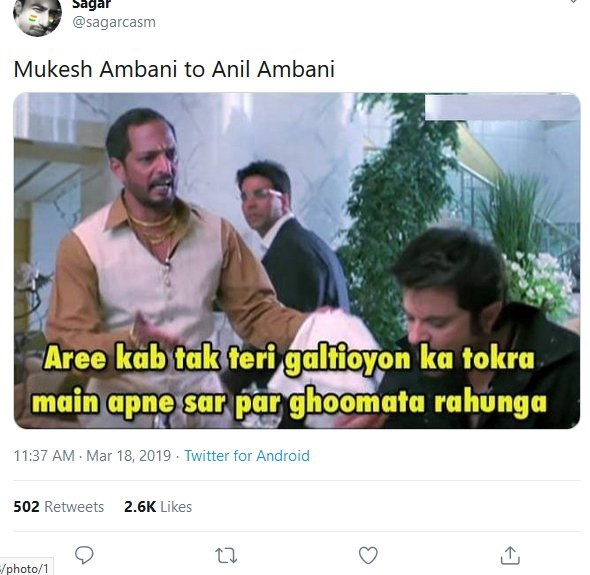 Sagar
@sagarcasm
Mukesh Ambani to Anil Ambani
Aree kab tak teri galtioyon ka tokra
main apne sar par ghoomata rahunga
11:37 AM · Mar 18, 2019 · Twitter for Android
502 Retweets 2.6K Likes
/photo/1